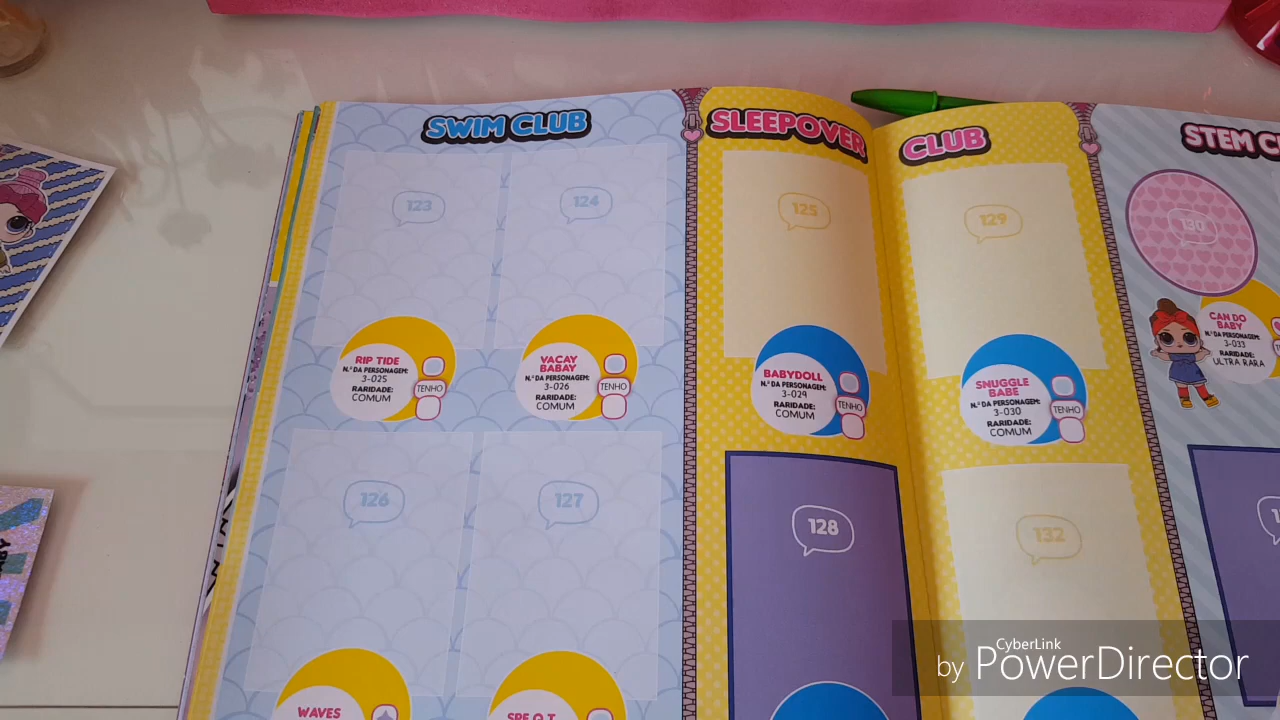 SWIM CLUB
123
124
RIP TIDE
N.º DA PERSONAGEM:
3-025
RARIDADE:
COMUM
TENHO
VACAY
BABAY
N.º DA PERSONAGEM:
3-026
RARIDADE:
COMUM
TENHO
126
127
WAVES
SLEEPOVER CLUB
125
129
BABYDOLL
N.º DA PERSONAGEM:
3-029
RARIDADE:
COMUM
TENHO
SNUGGLE
BABE
N.º DA PERSONAGEM:
3-030
RARIDADE:
COMUM
TENHO
128
132
STEM C
130
CAN DO
BABY
N.º DA PERSONAGEM:
3-033
RARIDADE:
ULTRA RARA
by CyberLink
PowerDirector